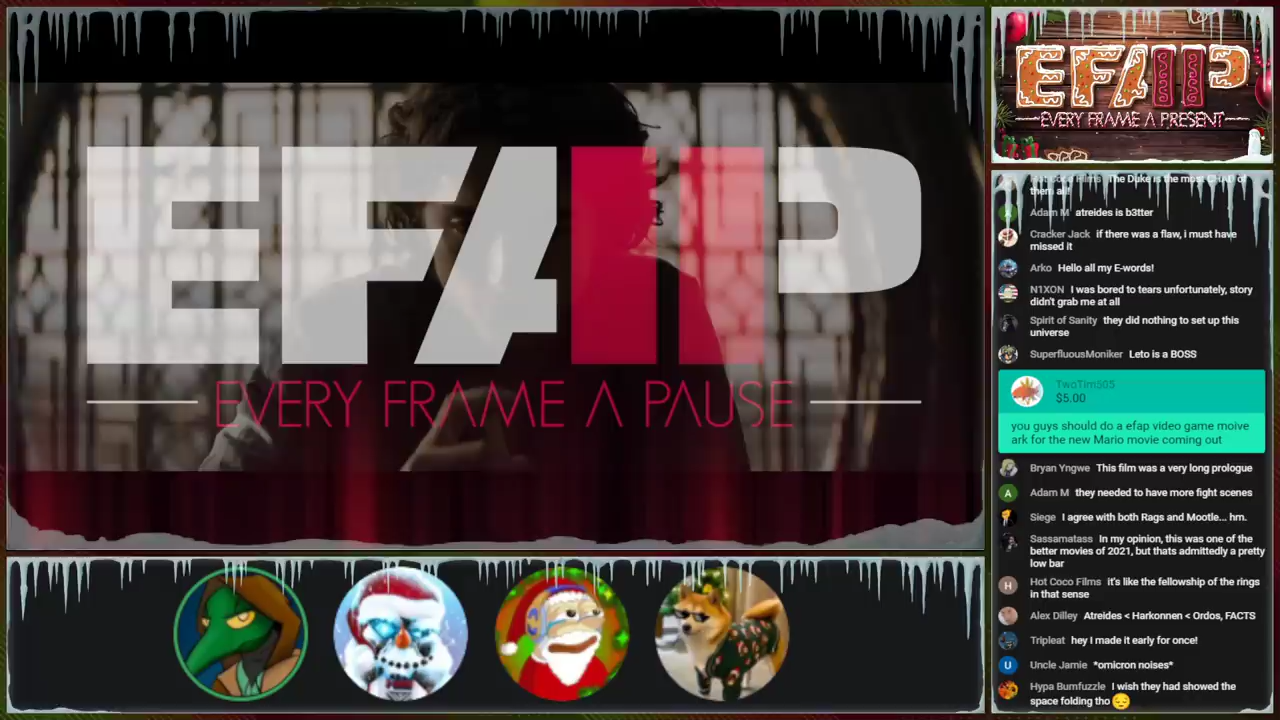 EFAP
EVERY FRAME A PAUSE
EFAP
EVERY FRAME A PRESENT
Films The Duke is the most CHAD of
them all!
Adam M atreides is b3tter
Cracker Jack if there was a flaw, i must have
missed it
Arko Hello all my E-words!
N1XON I was bored to tears unfortunately, story
didn't grab me at all
Spirit of Sanity they did nothing to set up this
universe
SuperfluousMoniker Leto is a BOSS
TwoTim505
$5.00
you guys should do a efap video game moive
ark for the new Mario movie coming out
Bryan Yngwe This film was a very long prologue
A
Adam M they needed to have more fight scenes
Siege I agree with both Rags and Mootle... hm.
Sassamatass In my opinion, this was one of the
better movies of 2021, but thats admittedly a pretty
low bar
H
Hot Coco Films it's like the fellowship of the rings
in that sense
Alex Dilley Atreides < Harkonnen < Ordos, FACTS
Tripleat hey I made it early for once!
U
Uncle Jamie *omicron noises*
Hypa Bumfuzzle I wish they had showed the
space folding tho 😔